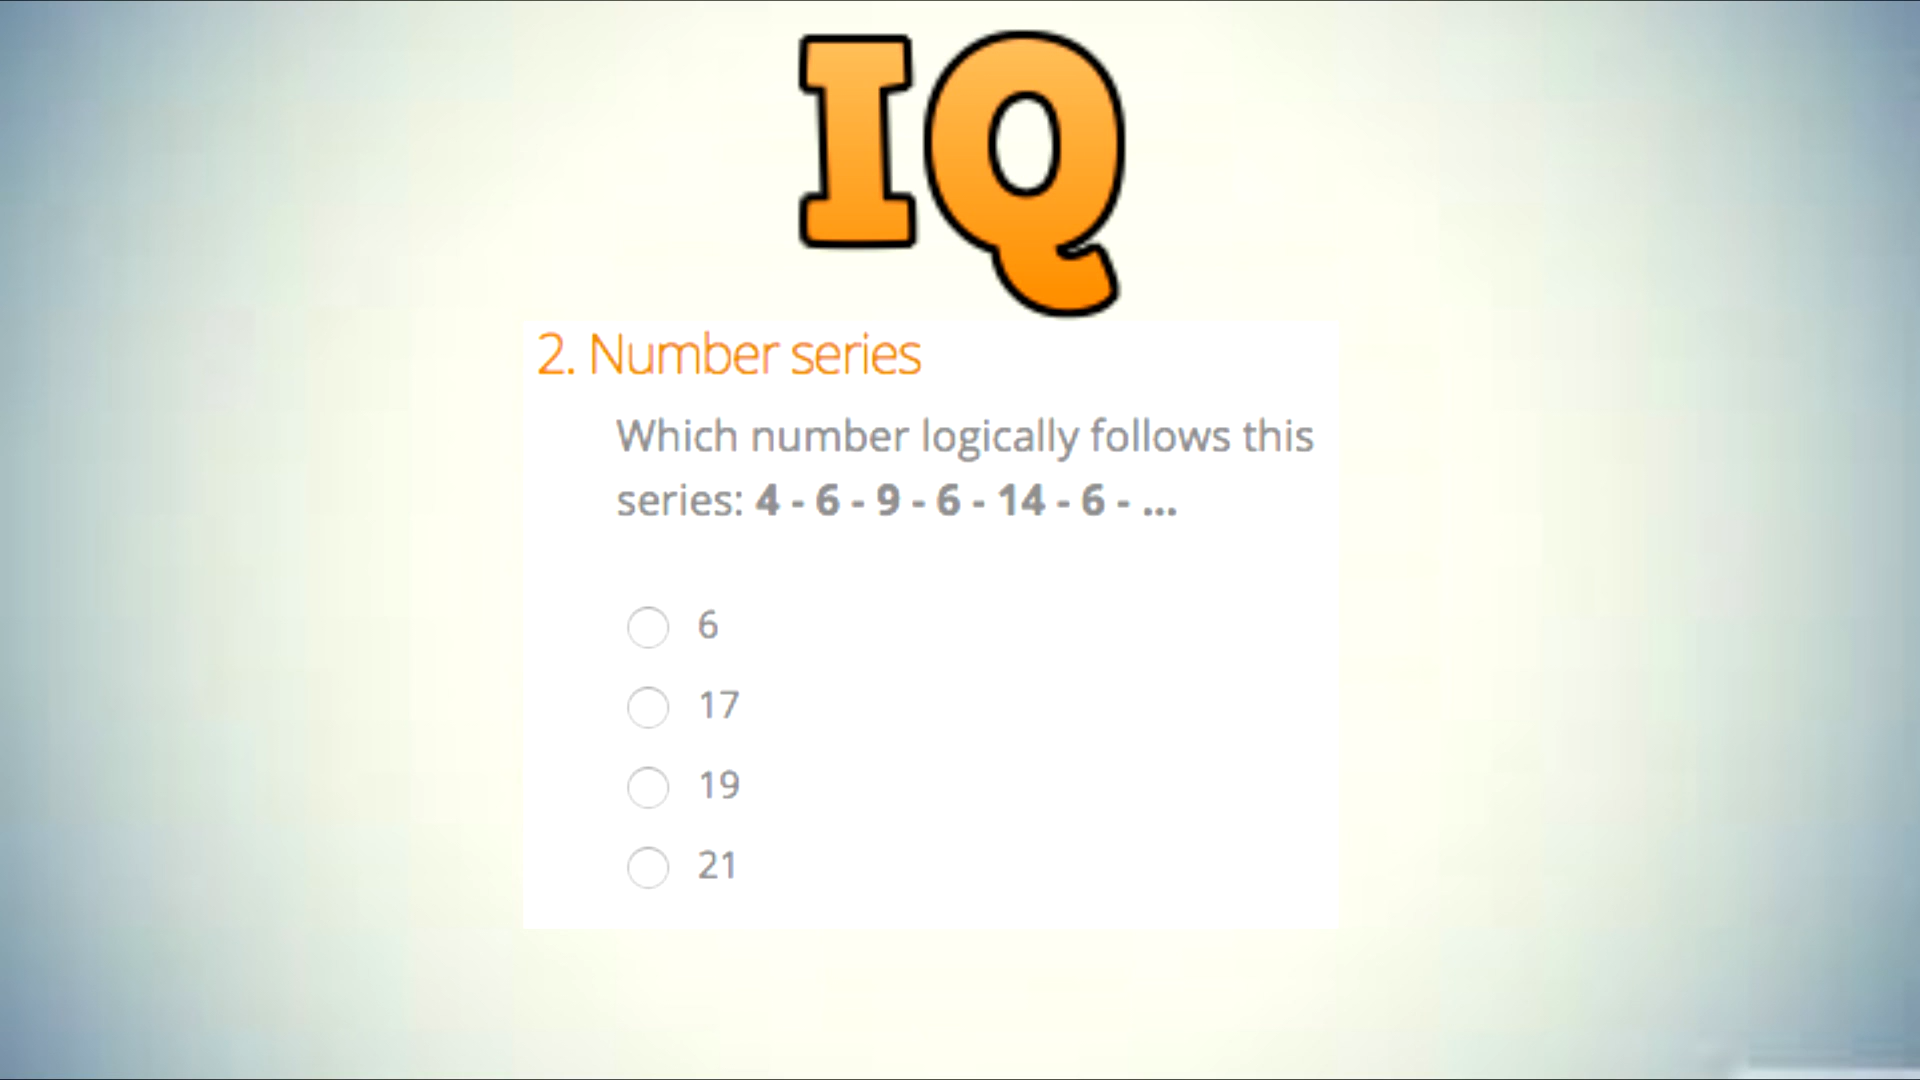 IQ
2. Number series
Which number logically follows this
series: 4 - 6 - 9 - 6 - 14 - 6 - ...
6
17
19
21